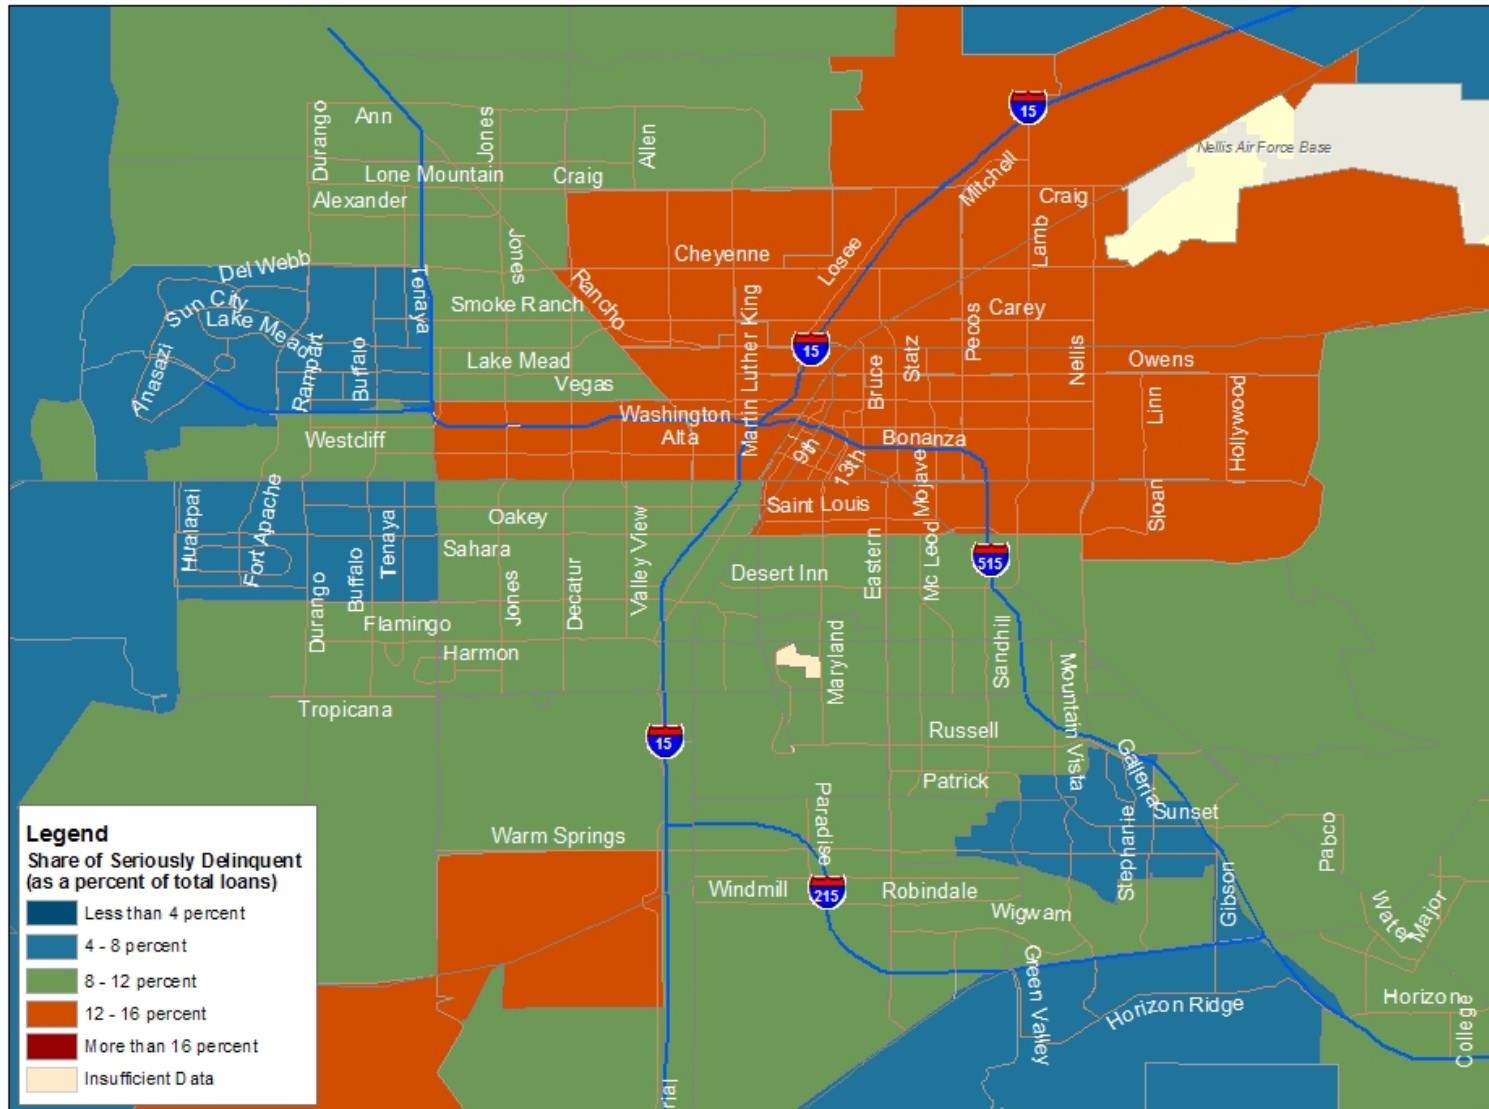 15
Ann
Durango
Jones
Allen
Nellis Air Force Base
Lone Mountain
Craig
Mitchell
Craig
Alexander
Lamb
Cheyenne
Losee
Jones
Del Webb
Tenaya
Rancho
Sun City
Smoke Ranch
Martin Luther King
Carey
Lake Mead
Pecos
15
Rampart
Buffalo
Lake Mead
Statz
Nellis
Owens
Anasazi
Vegas
Bruce
Linn
Hollywood
Washington
Westcliff
Alta
Bonanza
9th
13th
Mojave
Fort Apache
Saint Louis
Sloan
Hualapai
Tenaya
Oakey
Valley View
Sahara
Buffalo
Durango
Jones
Decatur
Desert Inn
Eastern
Mc Leod
515
Flamingo
Harmon
Maryland
Sandhill
Mountain Vista
Tropicana
15
Russell
Galleria
Patrick
Paradise
Sunset
Stephanie
Pabco
Warm Springs
Windmill
215
Robindale
Wigwam
Gibson
Water
Major
Green Valley
Horizon Ridge
Horizon
College
rial
Legend
Share of Seriously Delinquent
(as a percent of total loans)
Less than 4 percent
4 - 8 percent
8 - 12 percent
12 - 16 percent
More than 16 percent
Insufficient Data